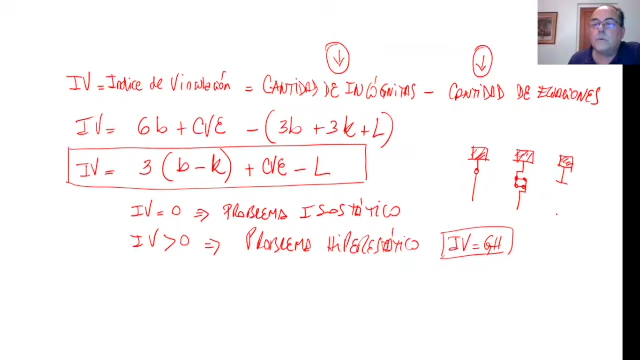 IV = Indice de Vinculación = CANTIDAD DE INCÓGNITAS - CANTIDAD DE ECUACIONES
IV = 6b + CVE - (3b + 3k + L)
IV = 3 (b - k) + CVE - L
IV = 0 ⇒ PROBLEMA ISOSTÁTICO
IV > 0 ⇒ PROBLEMA HIPERESTÁTICO IV = GH